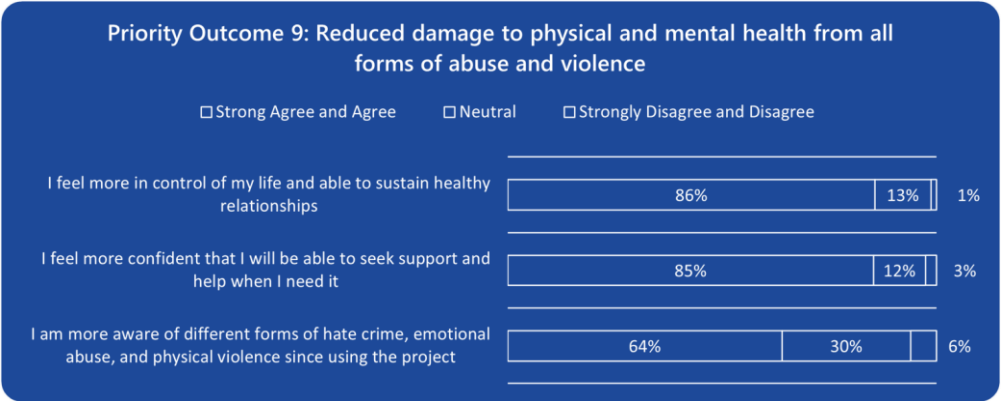 Priority Outcome 9: Reduced damage to physical and mental health from all
forms of abuse and violence
Strong Agree and Agree
Neutral
Strongly Disagree and Disagree
I feel more in control of my life and able to sustain healthy
relationships
86%
13%
1%
I feel more confident that I will be able to seek support and
help when I need it
85%
12%
3%
I am more aware of different forms of hate crime, emotional
abuse, and physical violence since using the project
64%
30%
6%